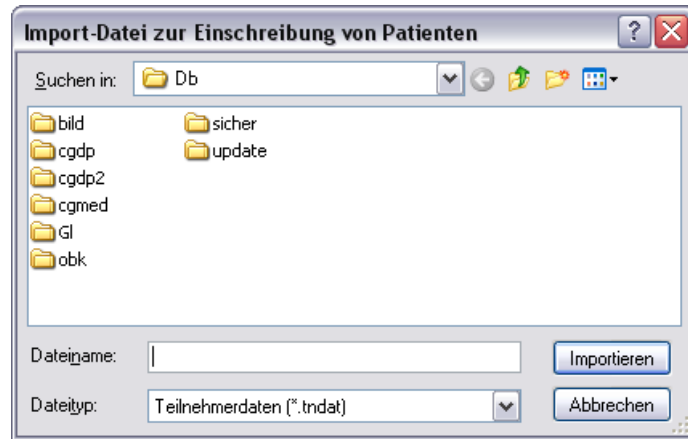 Import-Datei zur Einschreibung von Patienten
Suchen in: Db
bild sicher
cgdp update
cgdp2
cgmed
Gl
obk
Dateiname:
Importieren
Dateityp: Teilnehmerdaten (*.tndat)
Abbrechen